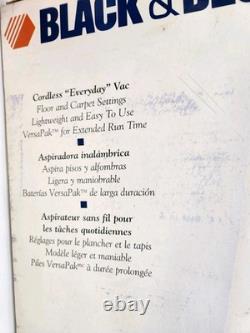 BLACK & DE
Cordless "Everyday" Vac
Floor and Carpet Settings
Lightweight and Easy To Use
VersaPak™ for Extended Run Time
Aspiradora inalámbrica
Aspira pisos y alfombras
Ligera y maniobrable
Baterías VersaPak™ de larga duración
Aspirateur sans fil pour
les tâches quotidiennes
Réglages pour le plancher et le tapis
Modèle léger et maniable
Piles VersaPak™ à durée prolongée